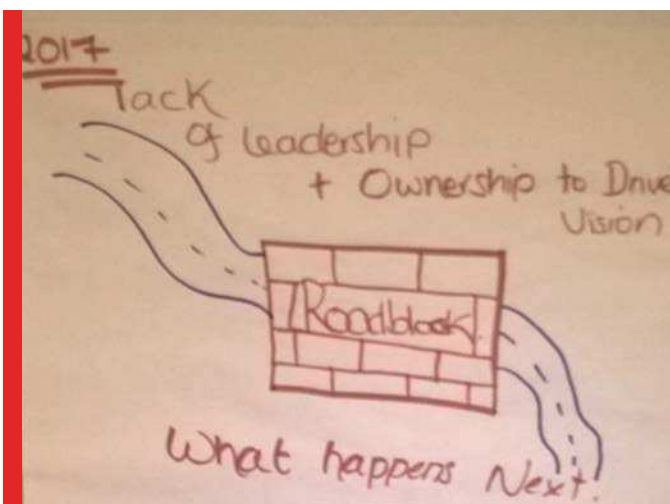 2017
lack
of leadership
+ Ownership to Drive
Vision
Roadblock
What happens Next